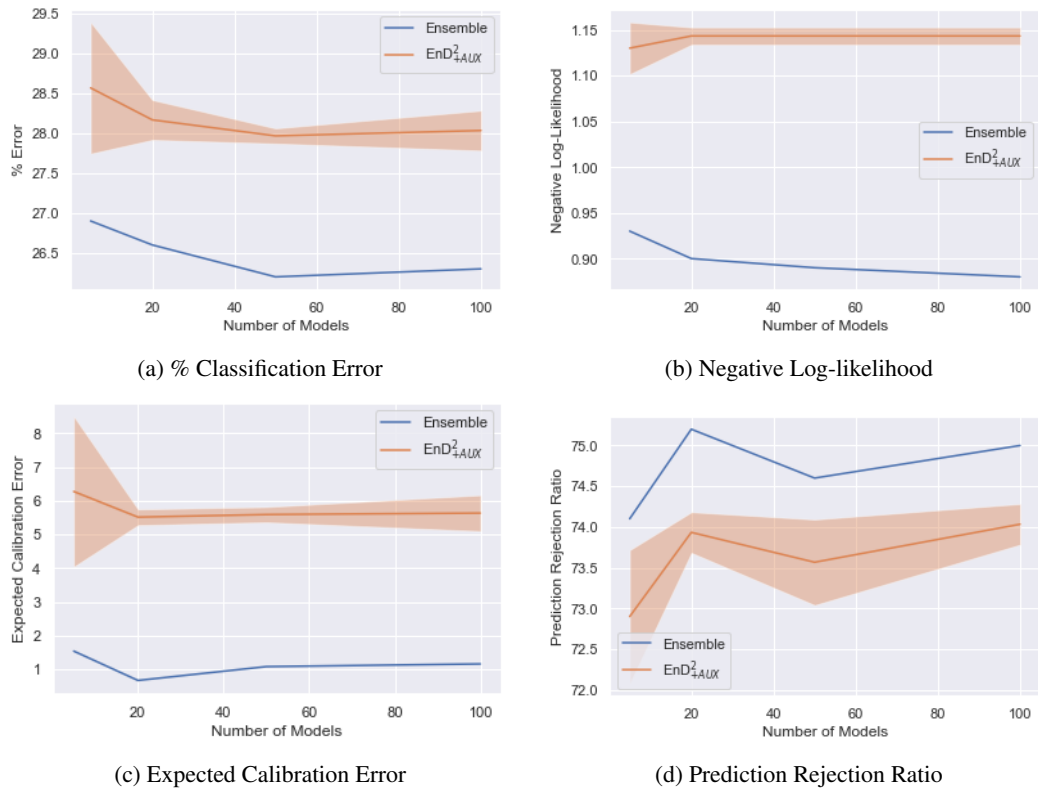 29.5
29.0
28.5
28.0
27.5
27.0
26.5
% Error
Ensemble
EnD²₊AUX
20 40 60 80 100
Number of Models
(a) % Classification Error
1.15
1.10
1.05
1.00
0.95
0.90
Negative Log-Likelihood
Ensemble
EnD²₊AUX
20 40 60 80 100
Number of Models
(b) Negative Log-likelihood
8
7
6
5
4
3
2
1
Expected Calibration Error
Ensemble
EnD²₊AUX
20 40 60 80 100
Number of Models
(c) Expected Calibration Error
75.0
74.5
74.0
73.5
73.0
72.5
72.0
Prediction Rejection Ratio
Ensemble
EnD²₊AUX
20 40 60 80 100
Number of Models
(d) Prediction Rejection Ratio